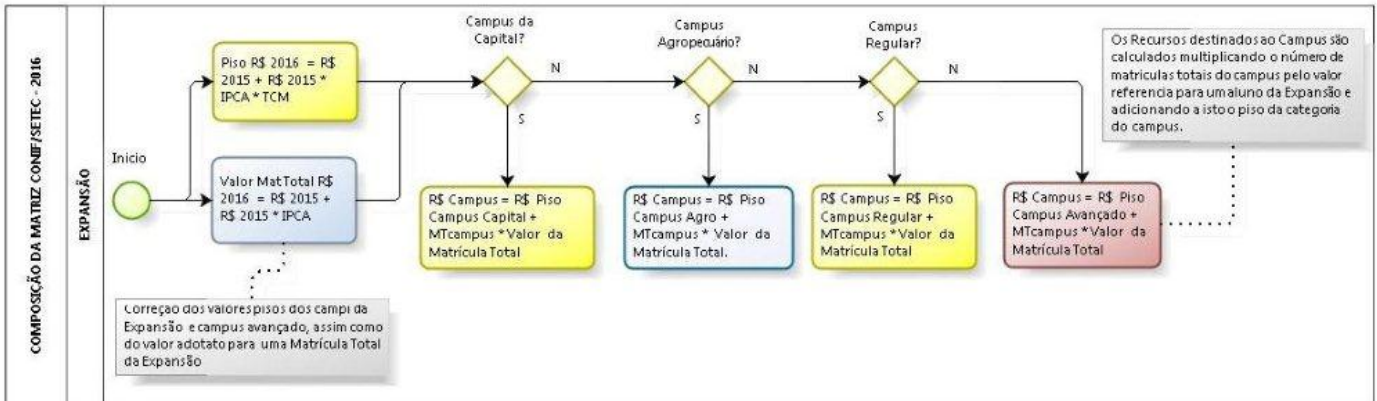 COMPOSIÇÃO DA MATRIZ CONIF/SETEC - 2016
EXPANSÃO
Inicio
Piso R$ 2016 = R$
2015 + R$ 2015 *
IPCA * TCM
Valor MatTotal R$
2016 = R$ 2015 +
R$ 2015 * IPCA
Correção dos valores pisos dos campi da
Expansão e campus avançado, assim como
do valor adotato para uma Matrícula Total
da Expansão
Campus da
Capital?
N
S
R$ Campus = R$ Piso
Campus Capital +
MTcampus * Valor da
Matrícula Total
Campus
Agropecuário?
N
S
R$ Campus = R$ Piso
Campus Agro +
MTcampus * Valor da
Matrícula Total.
Campus
Regular?
N
S
R$ Campus = R$ Piso
Campus Regular +
MTcampus * Valor da
Matrícula Total
R$ Campus = R$ Piso
Campus Avançado +
MTcampus * Valor da
Matrícula Total
Os Recursos destinados ao Campus são
calculados multiplicando o número de
matriculas totais do campus pelo valor
referencia para um aluno da Expansão e
adicionando a isto o piso da categoria
do campus.